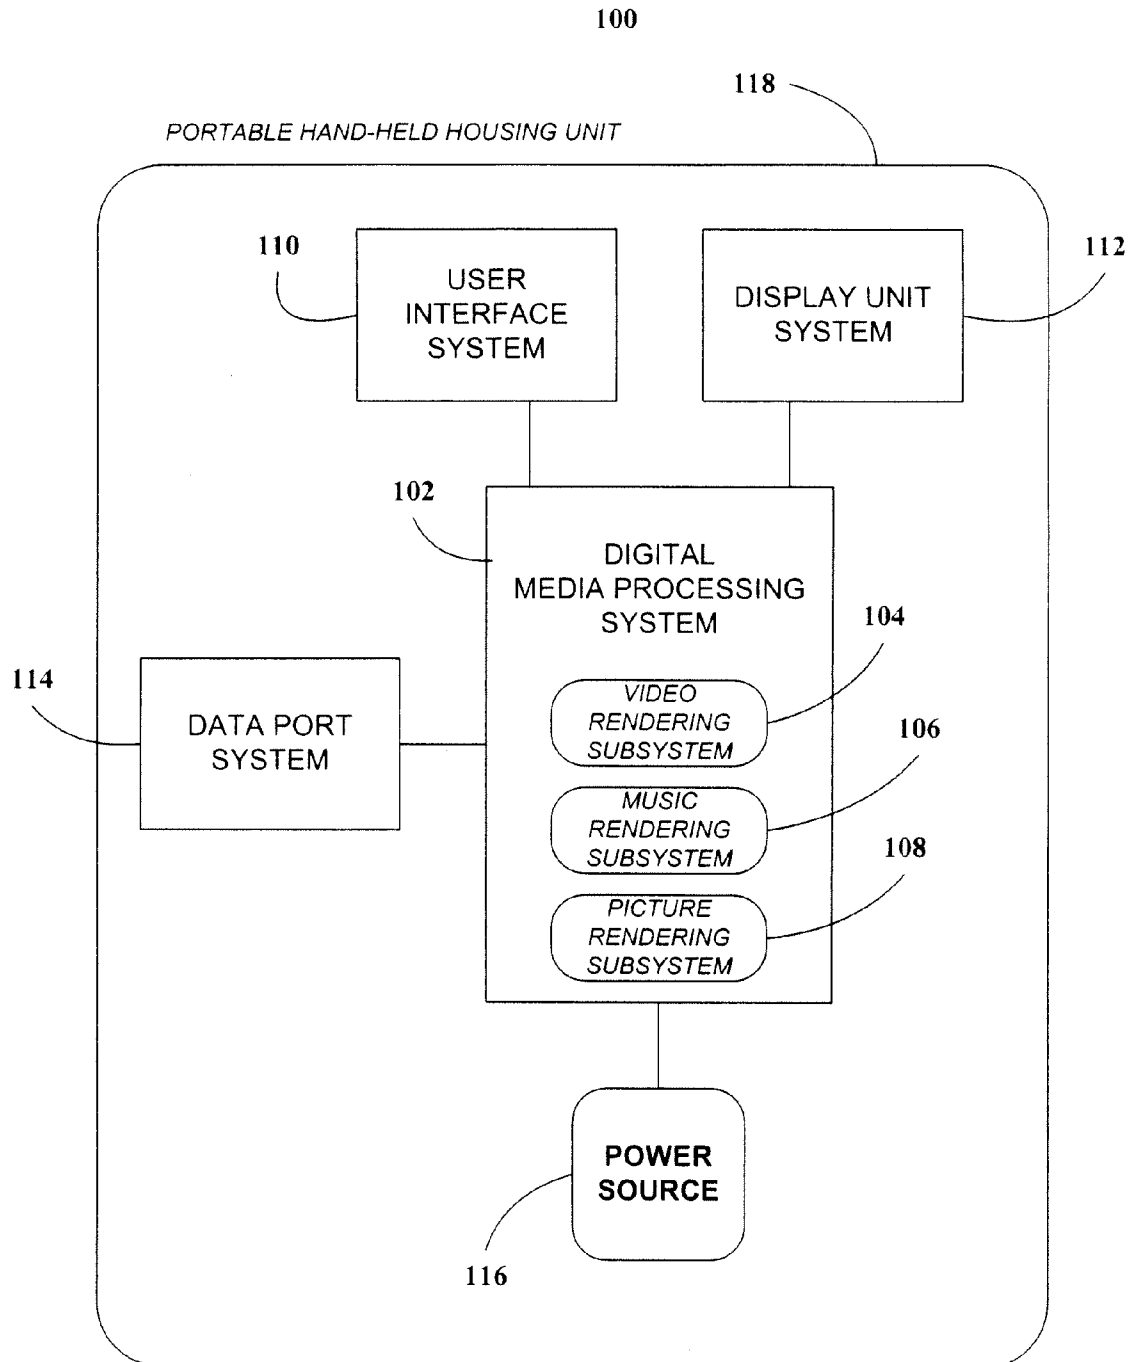 100
118
PORTABLE HAND-HELD HOUSING UNIT
110
USER
INTERFACE
SYSTEM
DISPLAY UNIT
SYSTEM
112
102
DIGITAL
MEDIA PROCESSING
SYSTEM
104
114
DATA PORT
SYSTEM
VIDEO
RENDERING
SUBSYSTEM
106
MUSIC
RENDERING
SUBSYSTEM
108
PICTURE
RENDERING
SUBSYSTEM
POWER
SOURCE
116